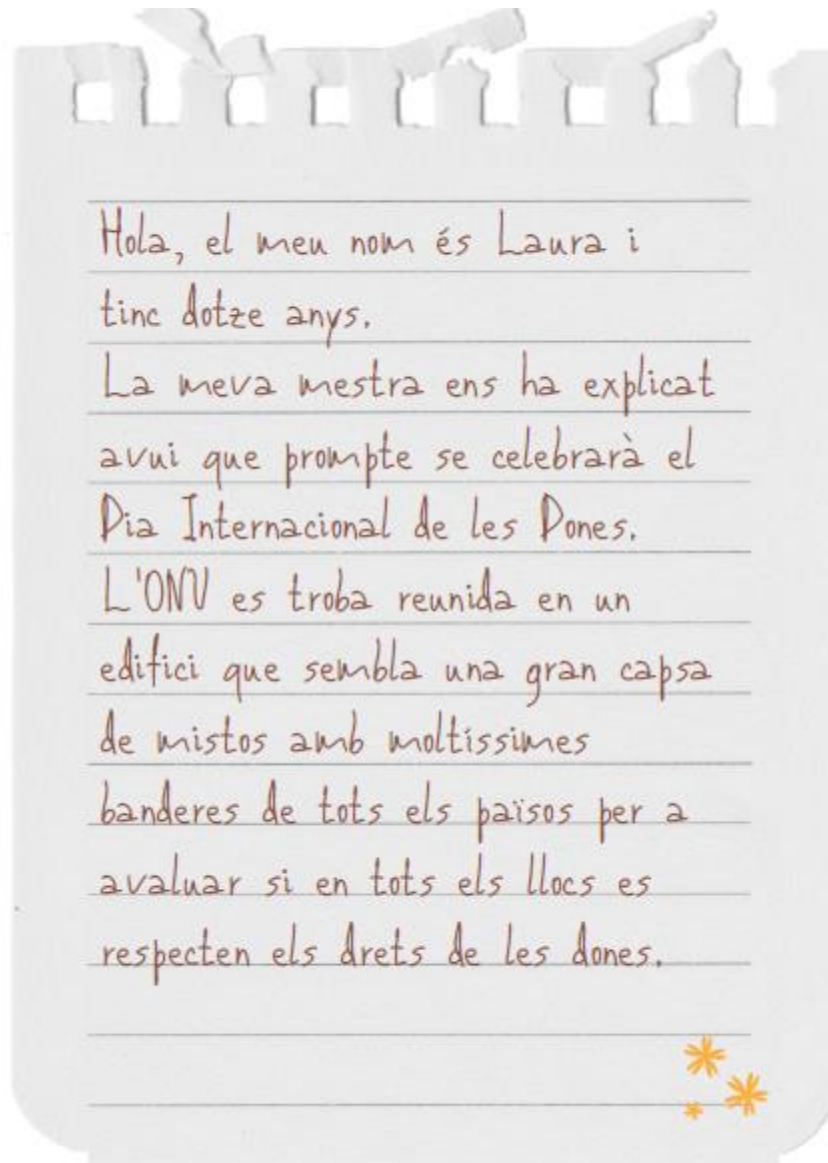 Hola, el meu nom és Laura i
tinc dotze anys.
La meva mestra ens ha explicat
avui que prompte se celebrarà el
Dia Internacional de les Dones.
L'ONU es troba reunida en un
edifici que sembla una gran capsa
de mistos amb moltíssimes
banderes de tots els països per a
avaluar si en tots els llocs es
respecten els drets de les dones.